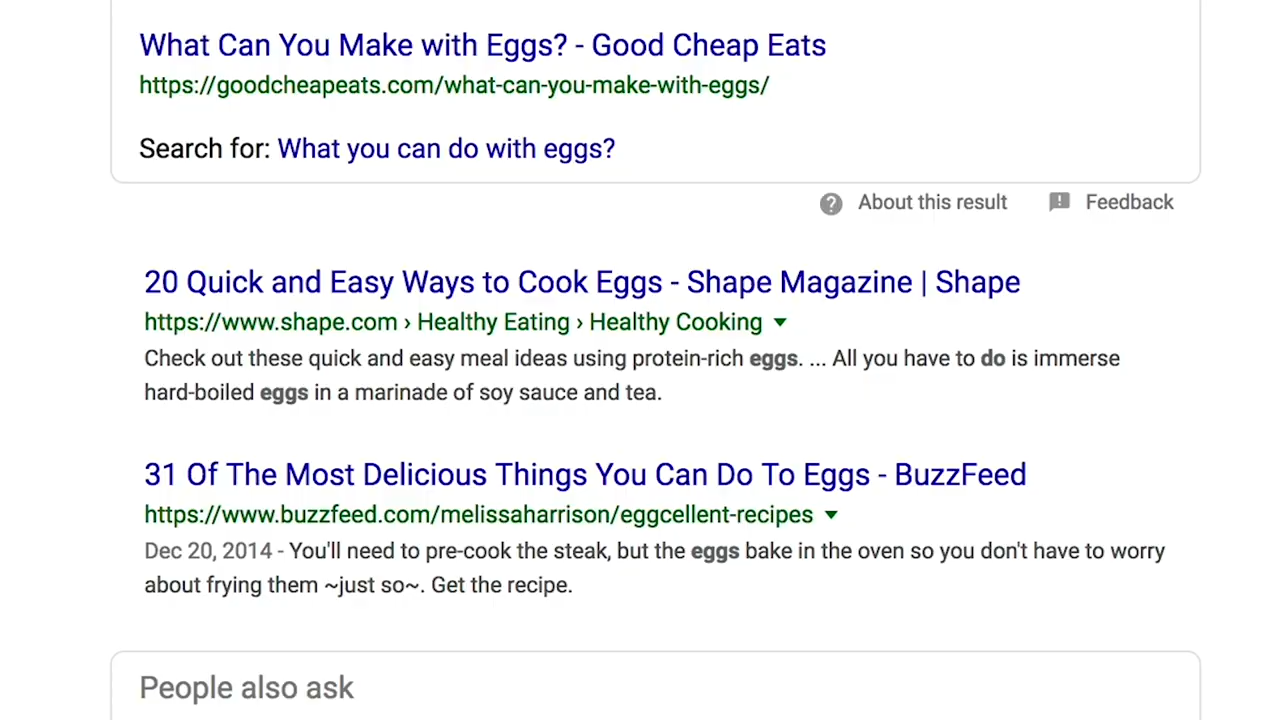 What Can You Make with Eggs? - Good Cheap Eats
https://goodcheapeats.com/what-can-you-make-with-eggs/
Search for: What you can do with eggs?
About this result Feedback
20 Quick and Easy Ways to Cook Eggs - Shape Magazine | Shape
https://www.shape.com › Healthy Eating › Healthy Cooking
Check out these quick and easy meal ideas using protein-rich eggs. ... All you have to do is immerse
hard-boiled eggs in a marinade of soy sauce and tea.
31 Of The Most Delicious Things You Can Do To Eggs - BuzzFeed
https://www.buzzfeed.com/melissaharrison/eggcellent-recipes
Dec 20, 2014 - You'll need to pre-cook the steak, but the eggs bake in the oven so you don't have to worry
about frying them ~just so~. Get the recipe.
People also ask